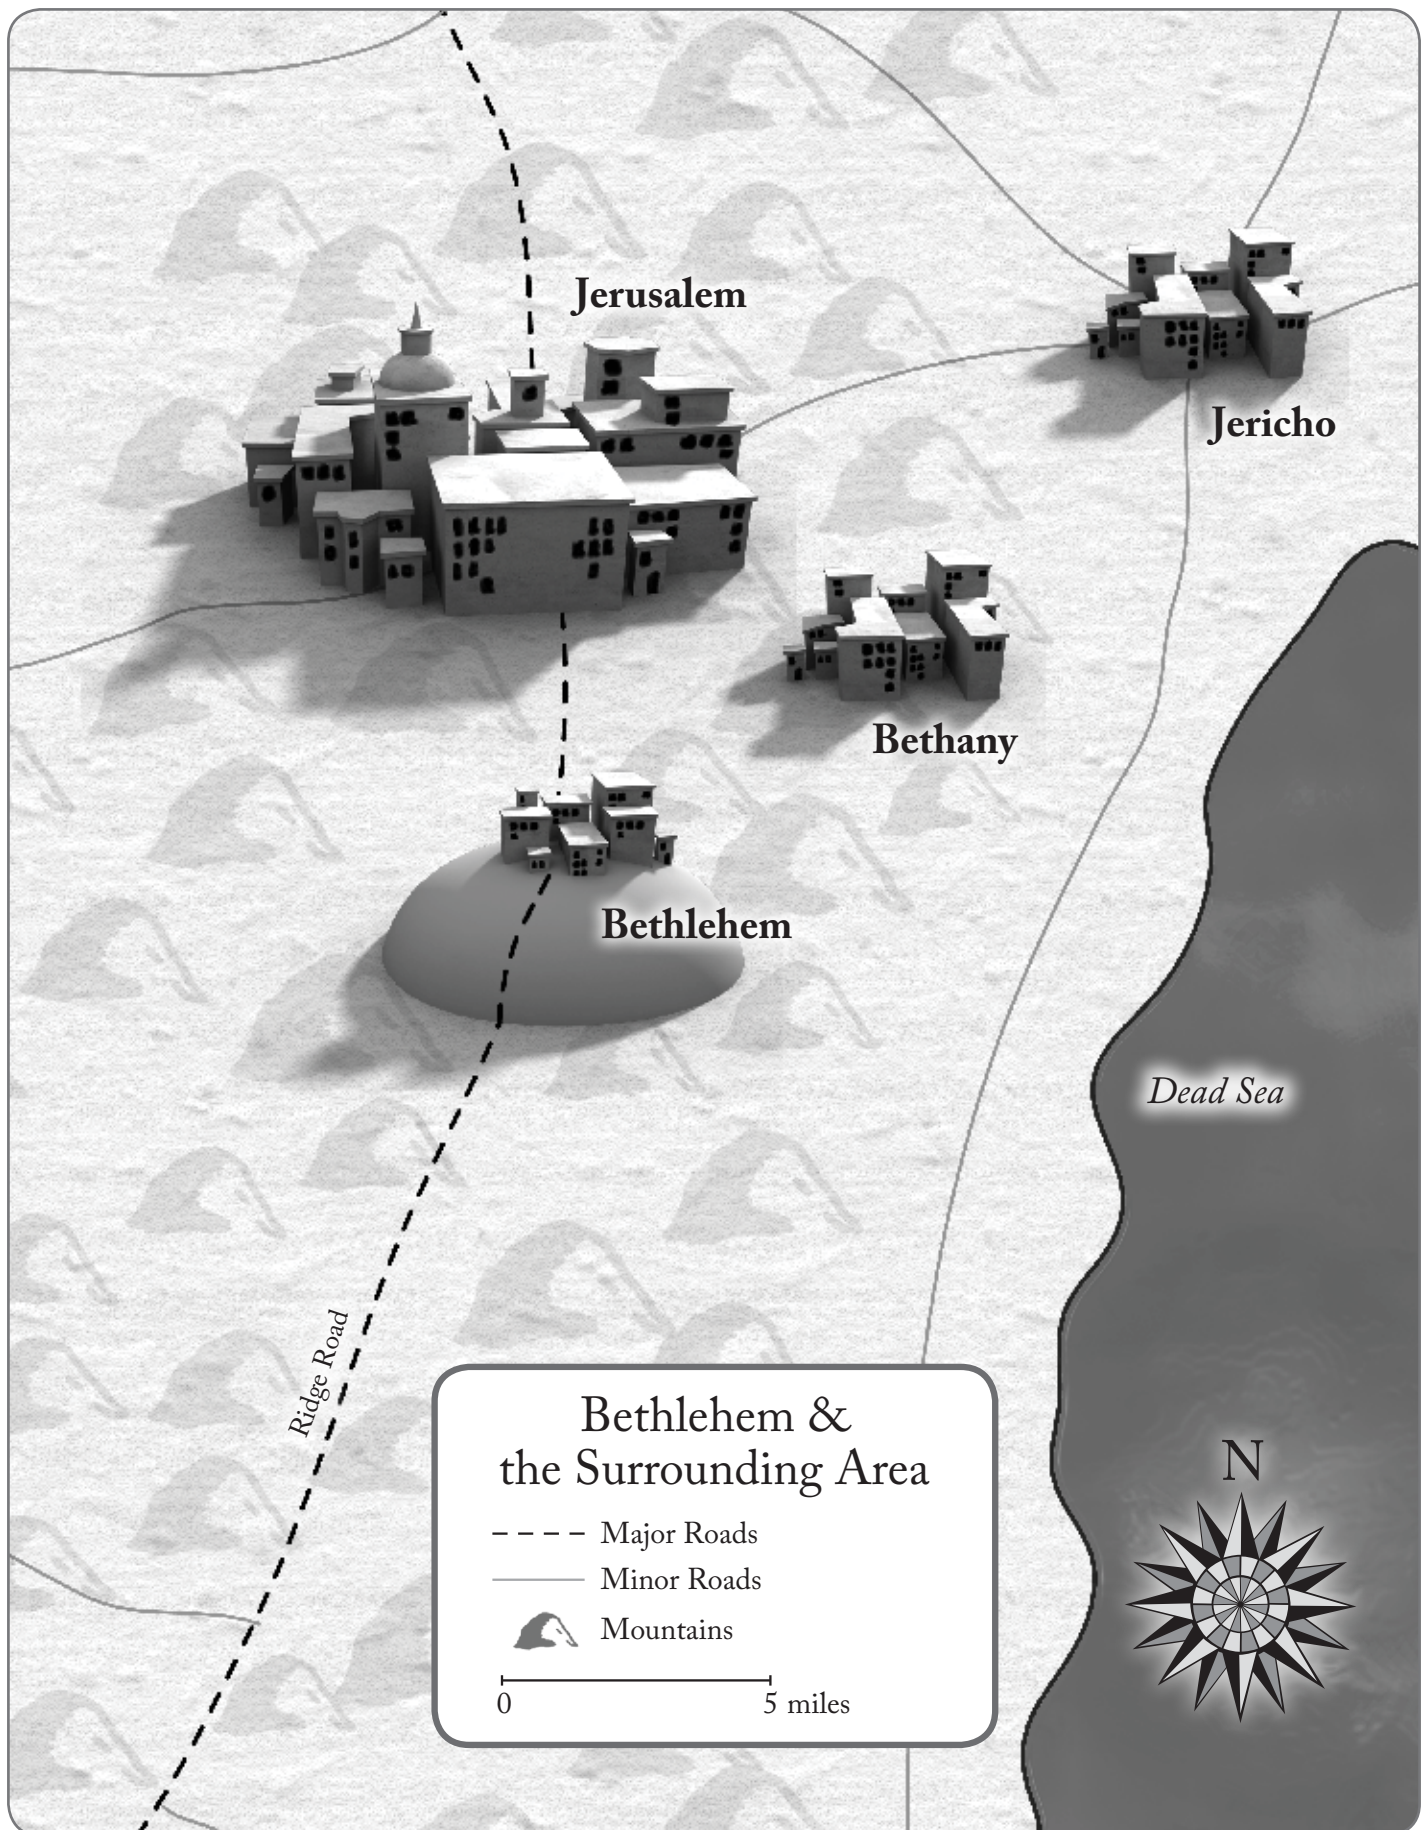 Jerusalem
Jericho
Bethany
Bethlehem
Dead Sea
Ridge Road
Bethlehem &
the Surrounding Area
Major Roads
Minor Roads
Mountains
0 5 miles
N